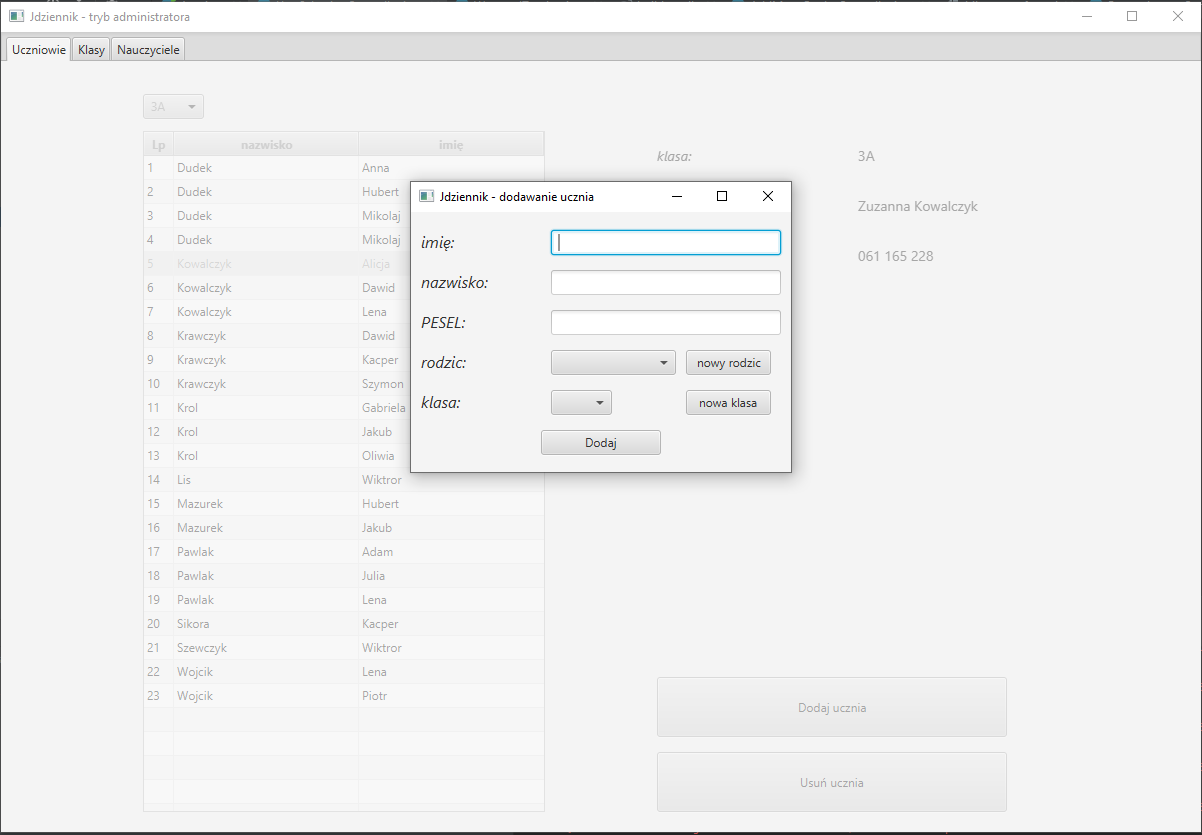 Jdziennik - tryb administratora
Uczniowie Klasy Nauczyciele
3A
Lp nazwisko imię
1 Dudek Anna
2 Dudek Hubert
3 Dudek Mikolaj
4 Dudek Mikolaj
5 Kowalczyk Alicja
6 Kowalczyk Dawid
7 Kowalczyk Lena
8 Krawczyk Dawid
9 Krawczyk Kacper
10 Krawczyk Szymon
11 Krol Gabriela
12 Krol Jakub
13 Krol Oliwia
14 Lis Wiktror
15 Mazurek Hubert
16 Mazurek Jakub
17 Pawlak Adam
18 Pawlak Julia
19 Pawlak Lena
20 Sikora Kacper
21 Szewczyk Wiktror
22 Wojcik Lena
23 Wojcik Piotr
klasa: 3A
Zuzanna Kowalczyk
061 165 228
Jdziennik - dodawanie ucznia
imię:
nazwisko:
PESEL:
rodzic: nowy rodzic
klasa: nowa klasa
Dodaj
Dodaj ucznia
Usuń ucznia